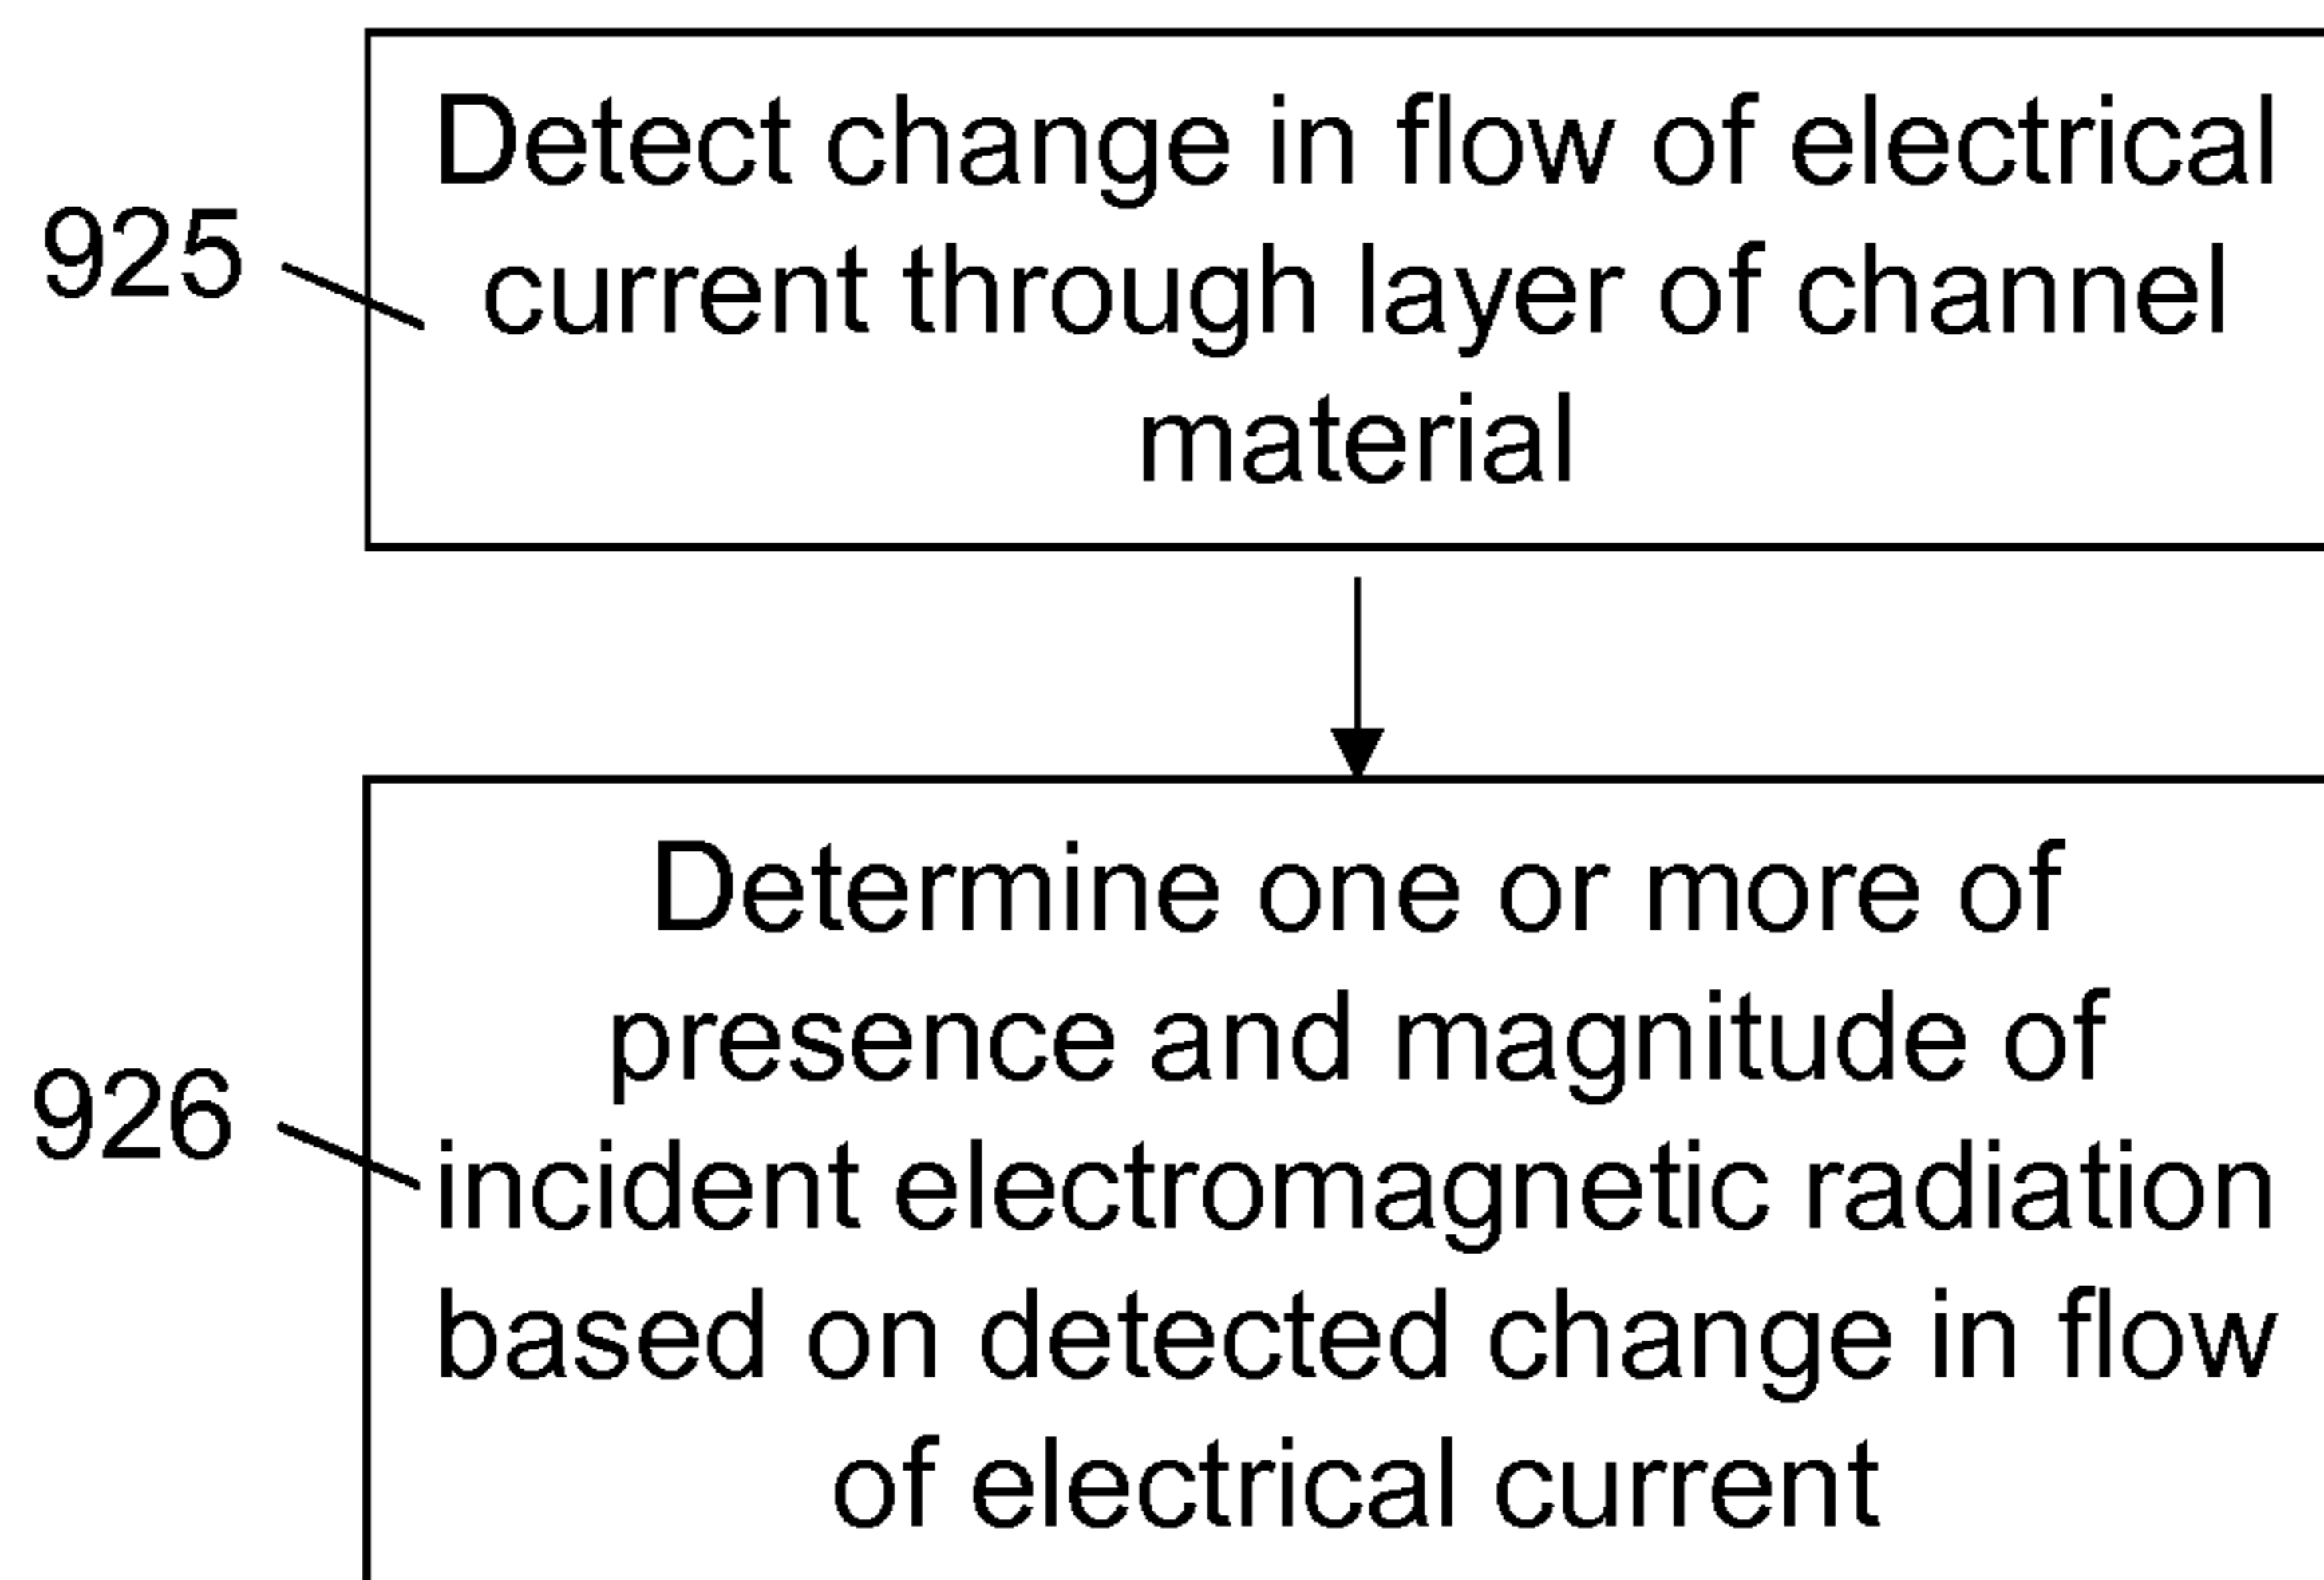 Detect change in flow of electrical
925
current through layer of channel
material
Determine one or more of
presence and magnitude of
926
incident electromagnetic radiation
based on detected change in flow
of electrical current